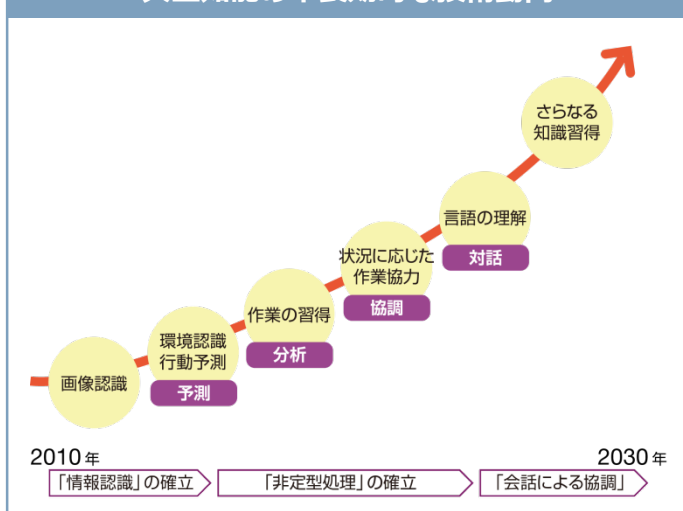 さらなる
知識習得
言語の理解
対話
状況に応じた
作業協力
協調
作業の習得
分析
環境認識
行動予測
予測
画像認識
2010年
2030年
「情報認識」の確立
「非定型処理」の確立
「会話による協調」